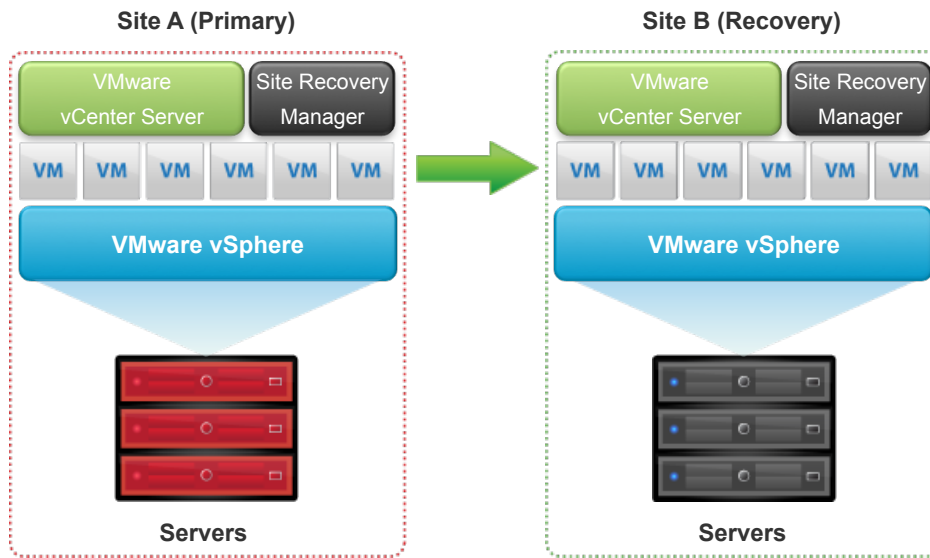 Site A (Primary)
VMware
vCenter Server
Site Recovery
Manager
VM VM VM VM VM VM
VMware vSphere
Servers
Site B (Recovery)
VMware
vCenter Server
Site Recovery
Manager
VM VM VM VM VM VM
VMware vSphere
Servers